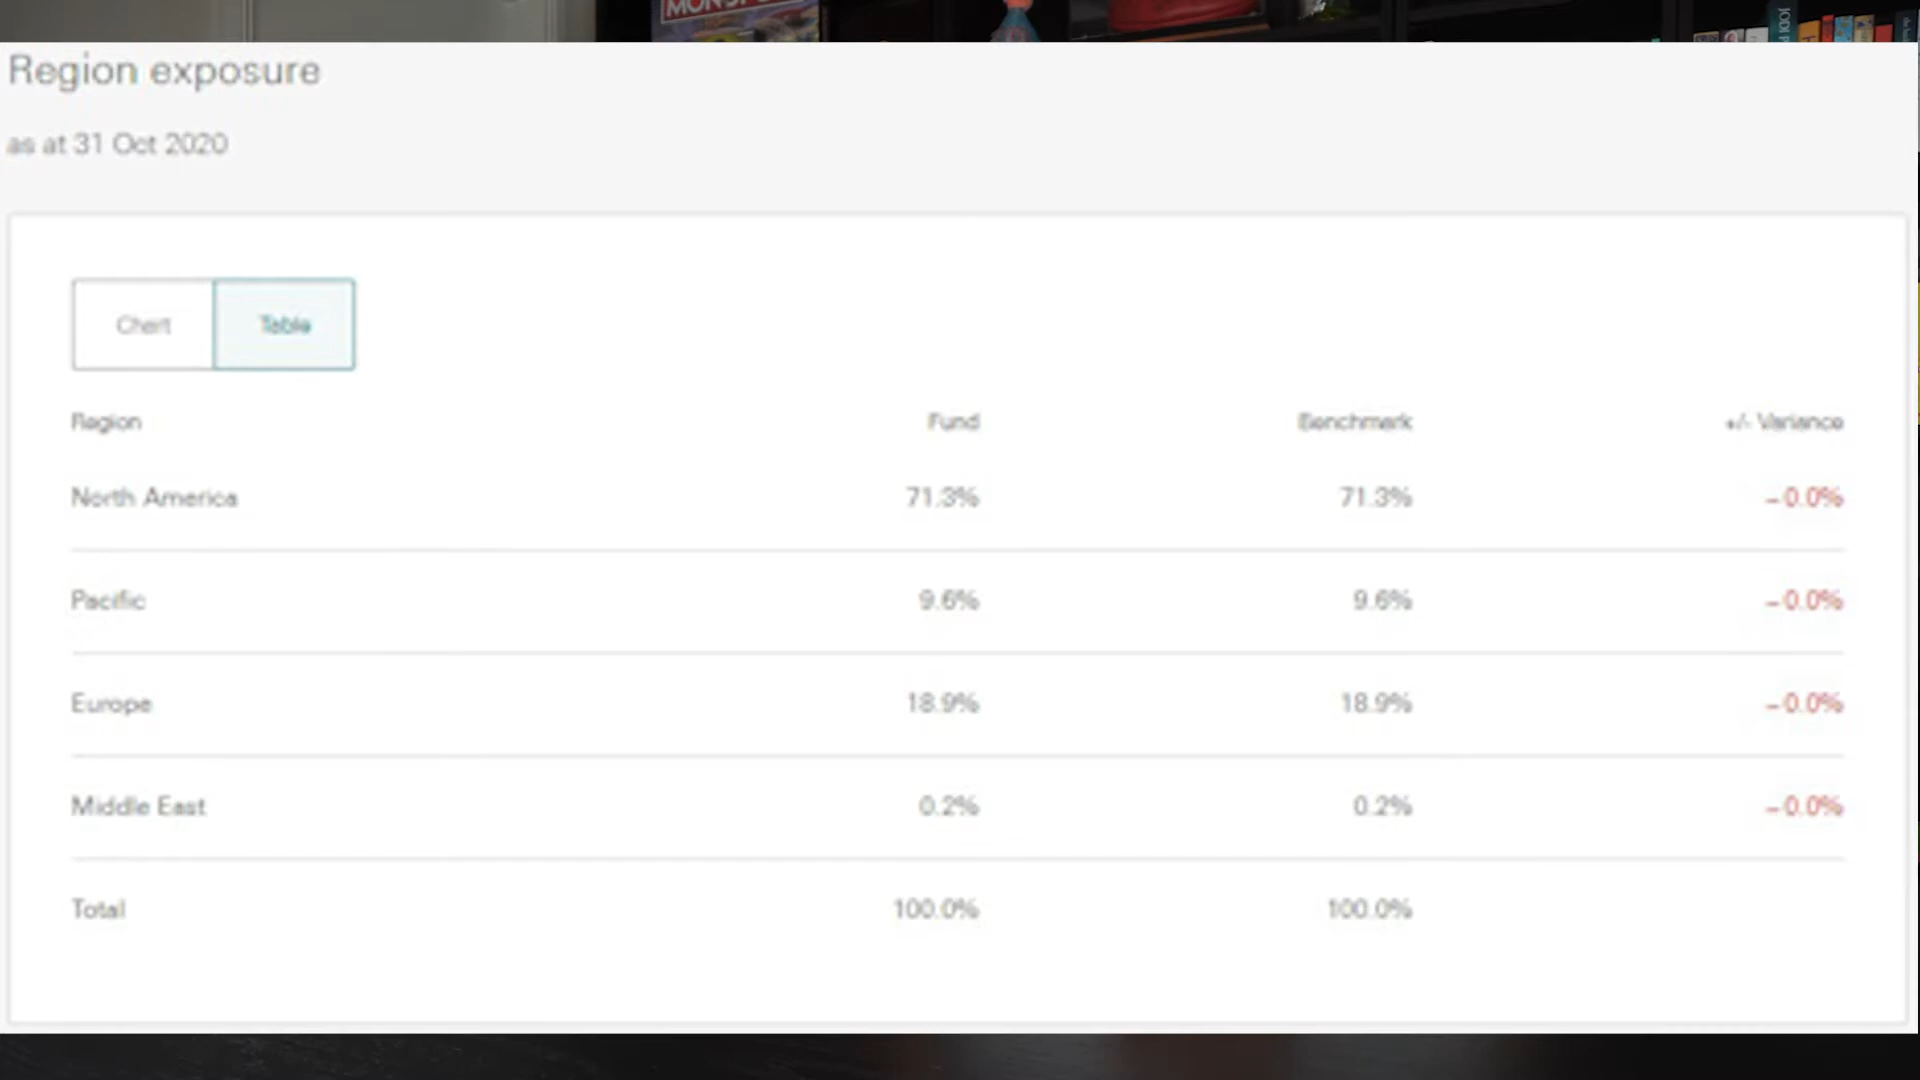 Region exposure
as at 31 Oct 2020
Chart Table
Region Fund Benchmark +/- Variance
North America 71.3% 71.3% –0.0%
Pacific 9.6% 9.6% –0.0%
Europe 18.9% 18.9% –0.0%
Middle East 0.2% 0.2% –0.0%
Total 100.0% 100.0%